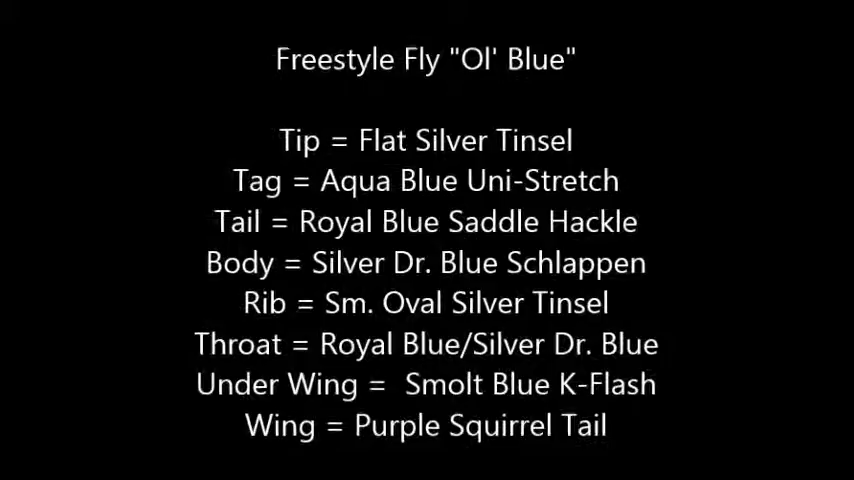 Freestyle Fly "Ol' Blue"
Tip = Flat Silver Tinsel
Tag = Aqua Blue Uni-Stretch
Tail = Royal Blue Saddle Hackle
Body = Silver Dr. Blue Schlappen
Rib = Sm. Oval Silver Tinsel
Throat = Royal Blue/Silver Dr. Blue
Under Wing =  Smolt Blue K-Flash
Wing = Purple Squirrel Tail